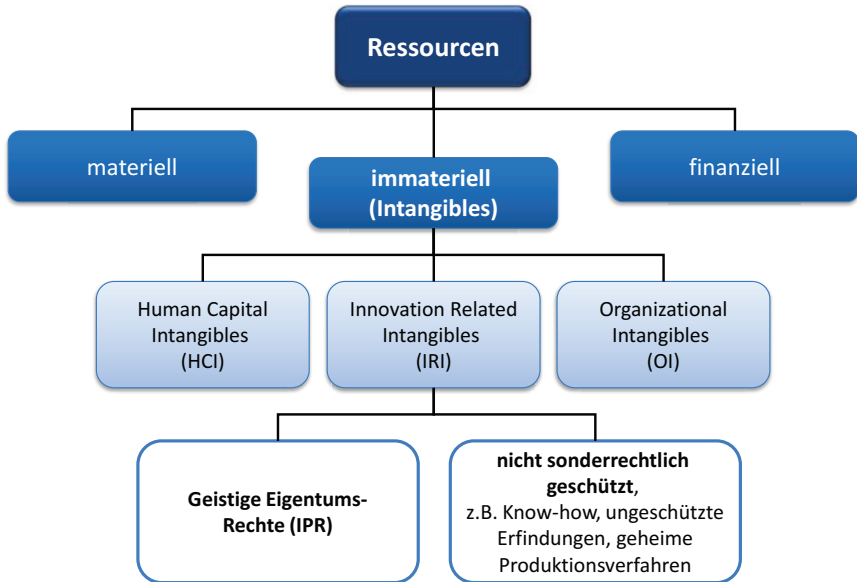 Ressourcen
materiell
immateriell
(Intangibles)
finanziell
Human Capital
Intangibles
(HCI)
Innovation Related
Intangibles
(IRI)
Organizational
Intangibles
(OI)
Geistige Eigentums-
Rechte (IPR)
nicht sonderrechtlich
geschützt,
z.B. Know-how, ungeschützte
Erfindungen, geheime
Produktionsverfahren